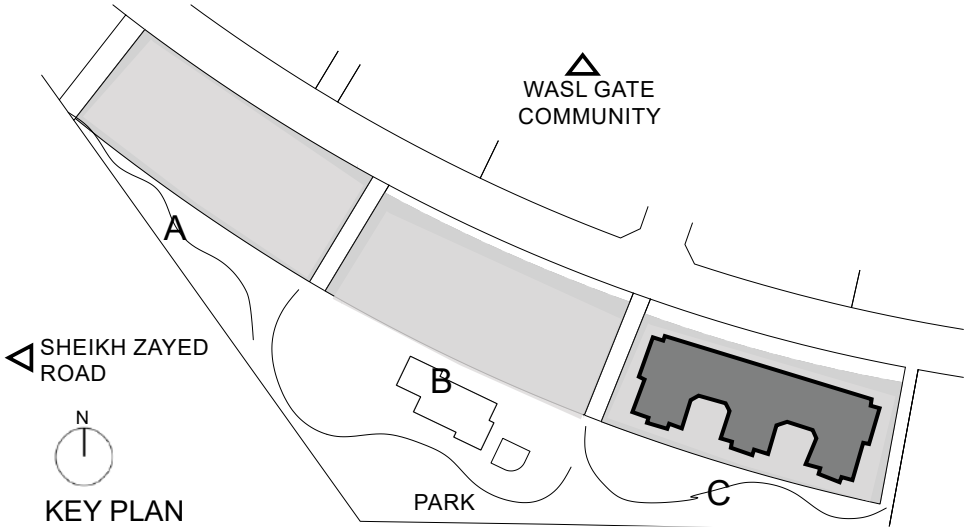 WASL GATE
COMMUNITY
A
SHEIKH ZAYED
ROAD
B
N
C
PARK
KEY PLAN